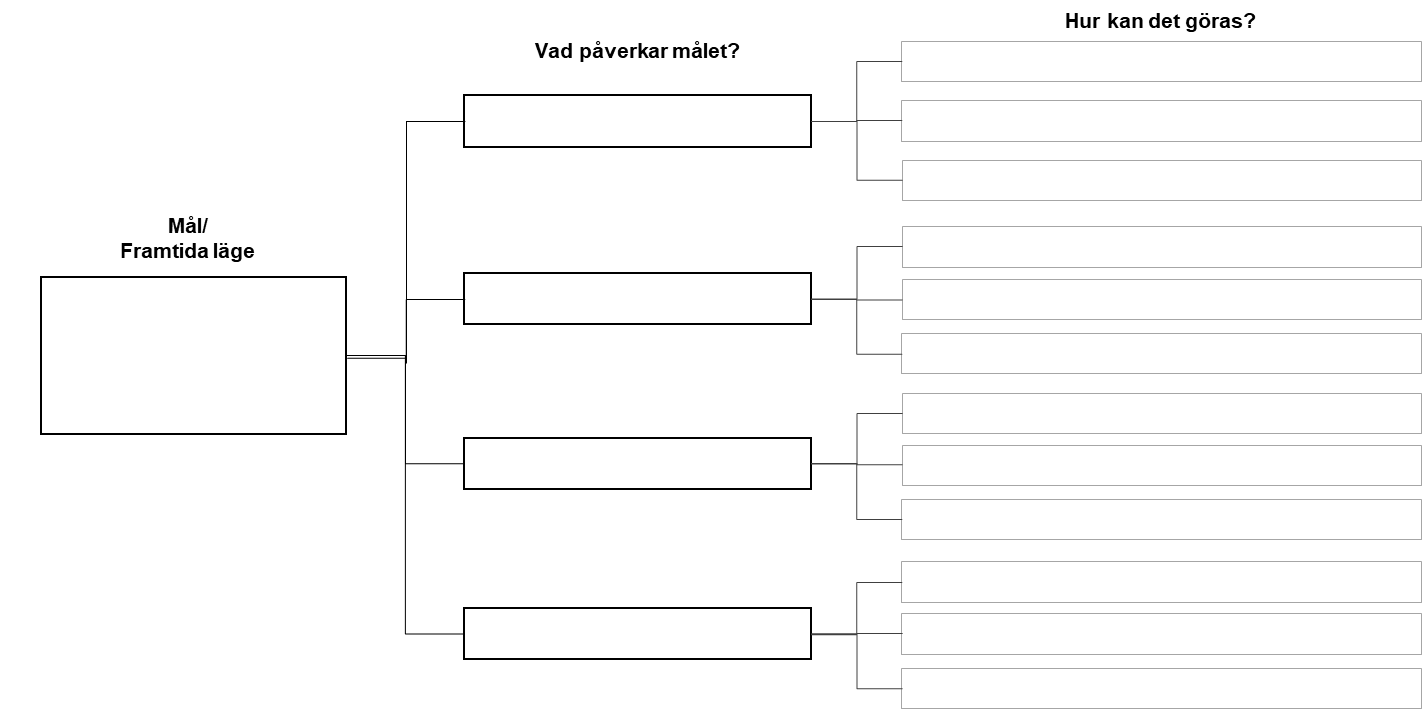 Hur kan det göras?
Vad påverkar målet?
Mål/
Framtida läge